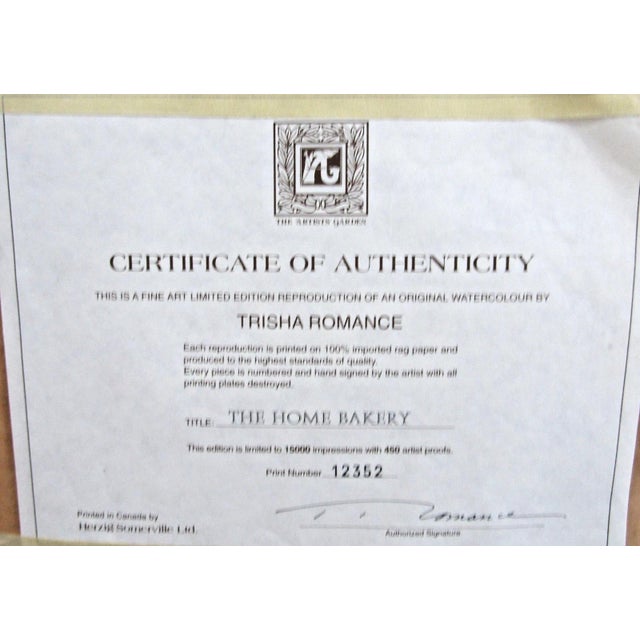 AG
THE ARTISTS GARDEN
CERTIFICATE OF AUTHENTICITY
THIS IS A FINE ART LIMITED EDITION REPRODUCTION OF AN ORIGINAL WATERCOLOUR BY
TRISHA ROMANCE
Each reproduction is printed on 100% imported rag paper and
produced to the highest standards of quality.
Every piece is numbered and hand signed by the artist with all
printing plates destroyed.
TITLE: THE HOME BAKERY
This edition is limited to 15000 impressions with 450 artist proofs.
Print Number 12352
Printed in Canada by
Herzig Somerville Ltd.
T. Romance
Authorized Signature